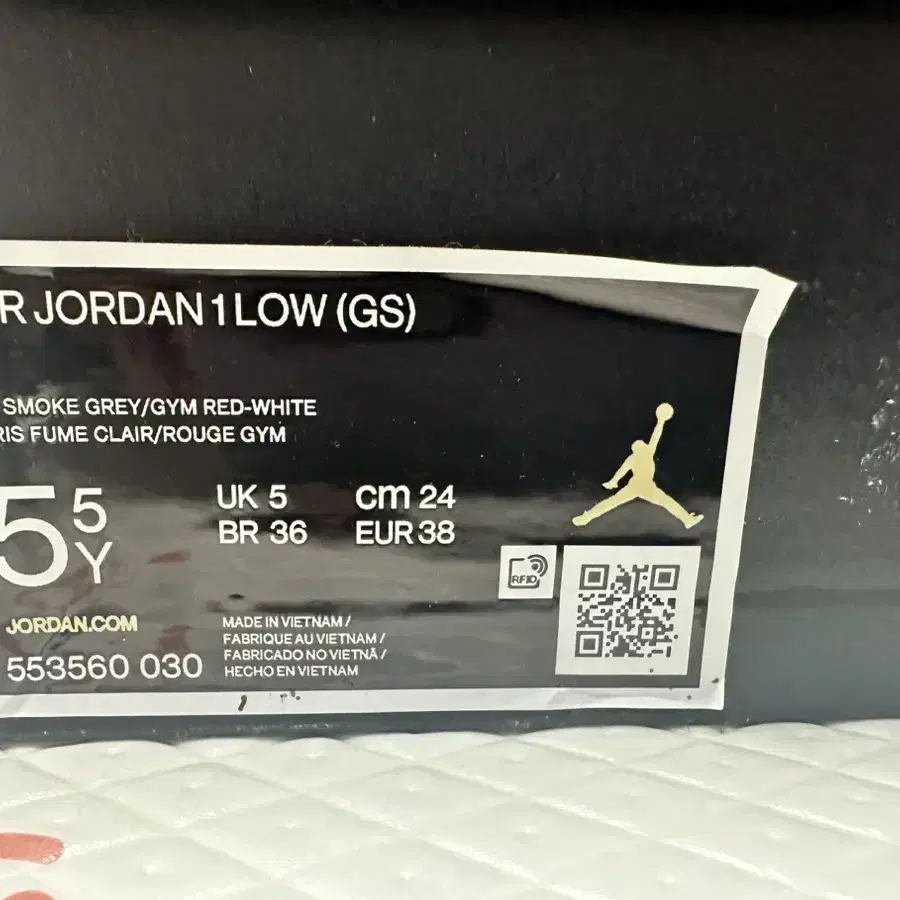 R JORDAN 1 LOW (GS)
SMOKE GREY/GYM RED-WHITE
RIS FUME CLAIR/ROUGE GYM
5 5 Y
UK 5 cm 24
BR 36 EUR 38
RFID
JORDAN.COM
553560 030
MADE IN VIETNAM /
FABRIQUE AU VIETNAM /
FABRICADO NO VIETNÃ /
HECHO EN VIETNAM